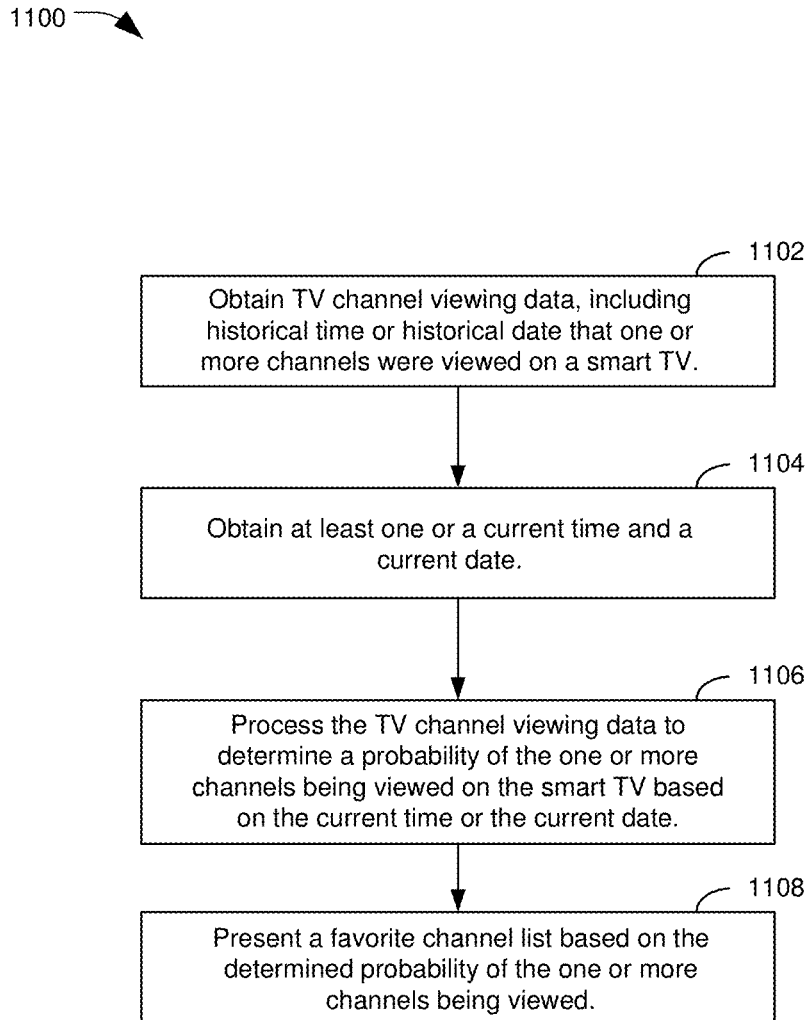 1100
1102
Obtain TV channel viewing data, including
historical time or historical date that one or
more channels were viewed on a smart TV.
1104
Obtain at least one or a current time and a
current date.
1106
Process the TV channel viewing data to
determine a probability of the one or more
channels being viewed on the smart TV based
on the current time or the current date.
1108
Present a favorite channel list based on the
determined probability of the one or more
channels being viewed.